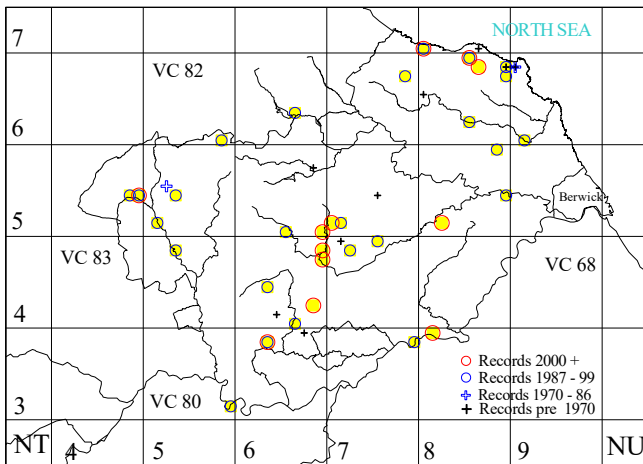 NORTH SEA
7
VC 82
6
Berwick
5
VC 83
VC 68
4
Records 2000 +
Records 1987 - 99
Records 1970 - 86
Records pre 1970
VC 80
3
NT 4 5 6 7 8 9 NU